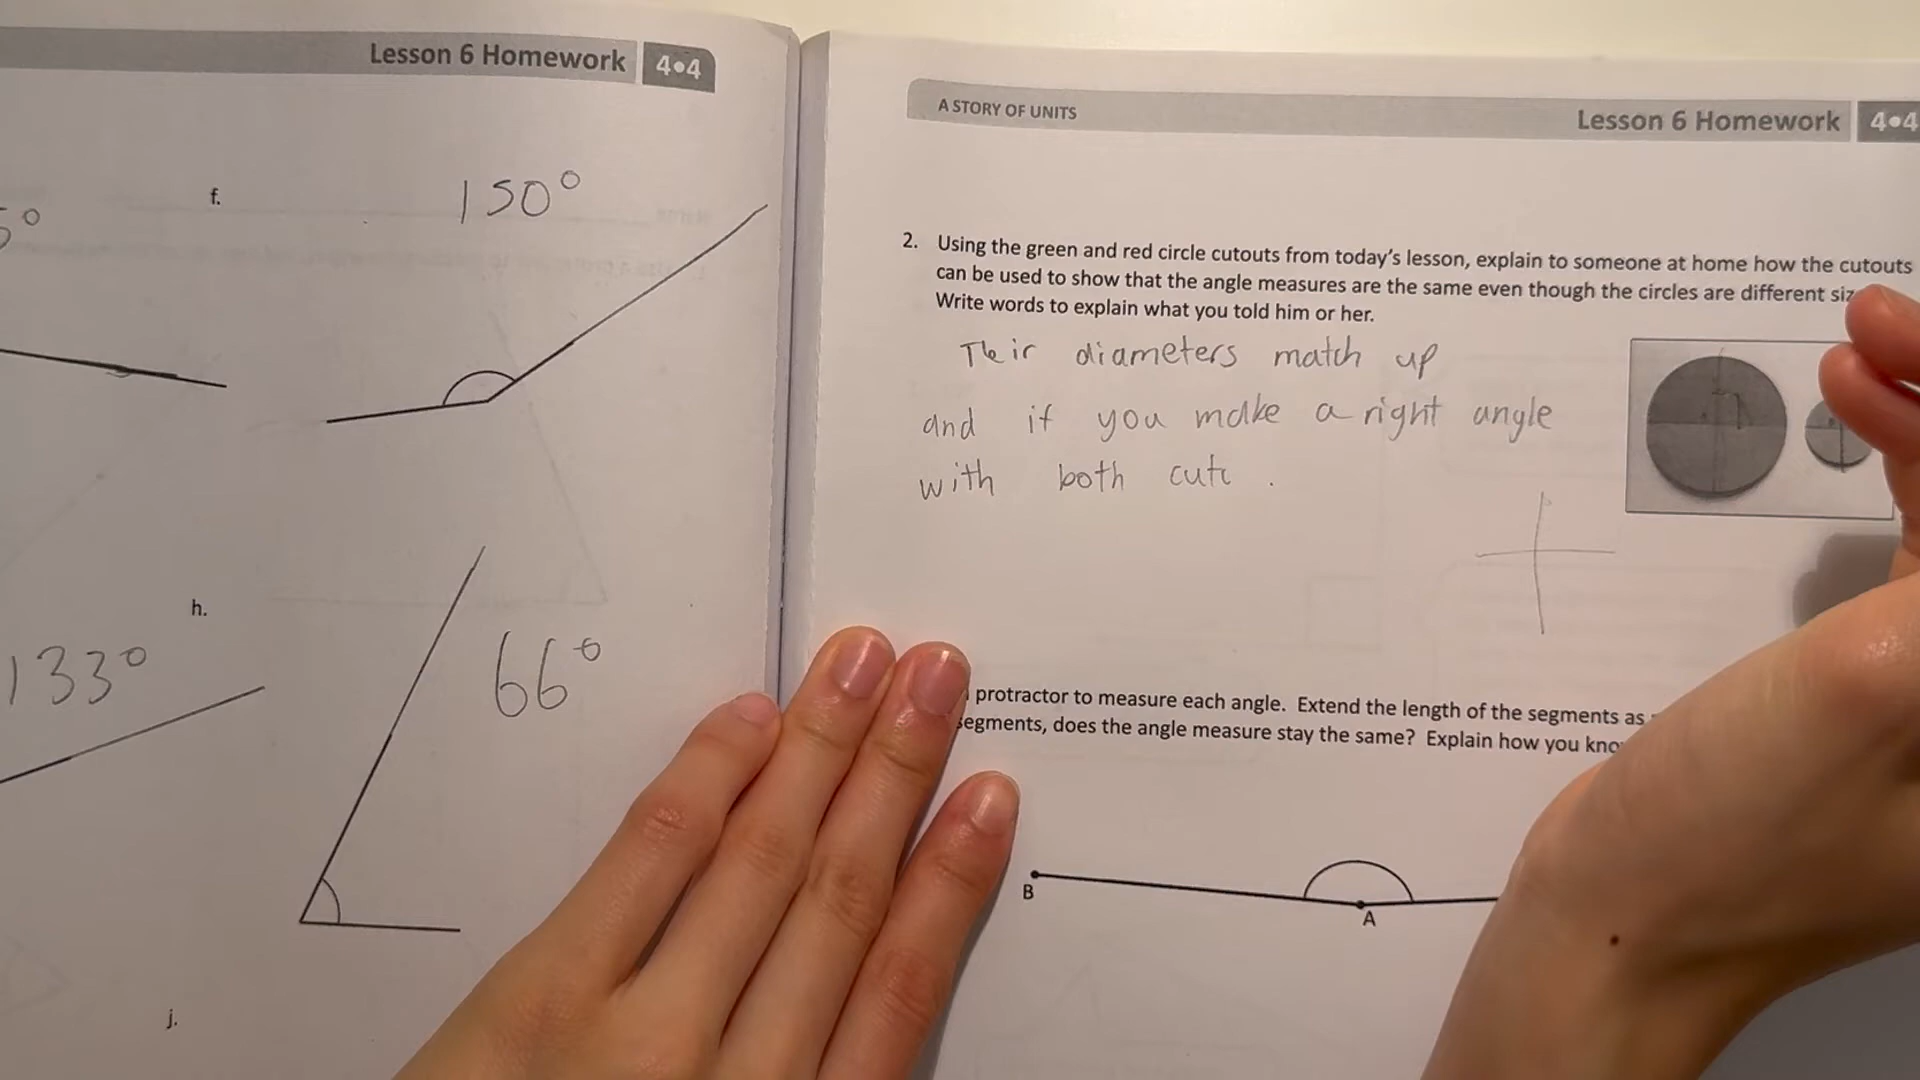 Lesson 6 Homework 4•4
f.
150°
5°
h.
133°
66°
j.
A STORY OF UNITS
Lesson 6 Homework 4•4
2. Using the green and red circle cutouts from today's lesson, explain to someone at home how the cutouts
can be used to show that the angle measures are the same even though the circles are different siz
Write words to explain what you told him or her.
Their diameters match up
and if you make a right angle
with both cutc .
protractor to measure each angle. Extend the length of the segments as
segments, does the angle measure stay the same? Explain how you kno
B
A